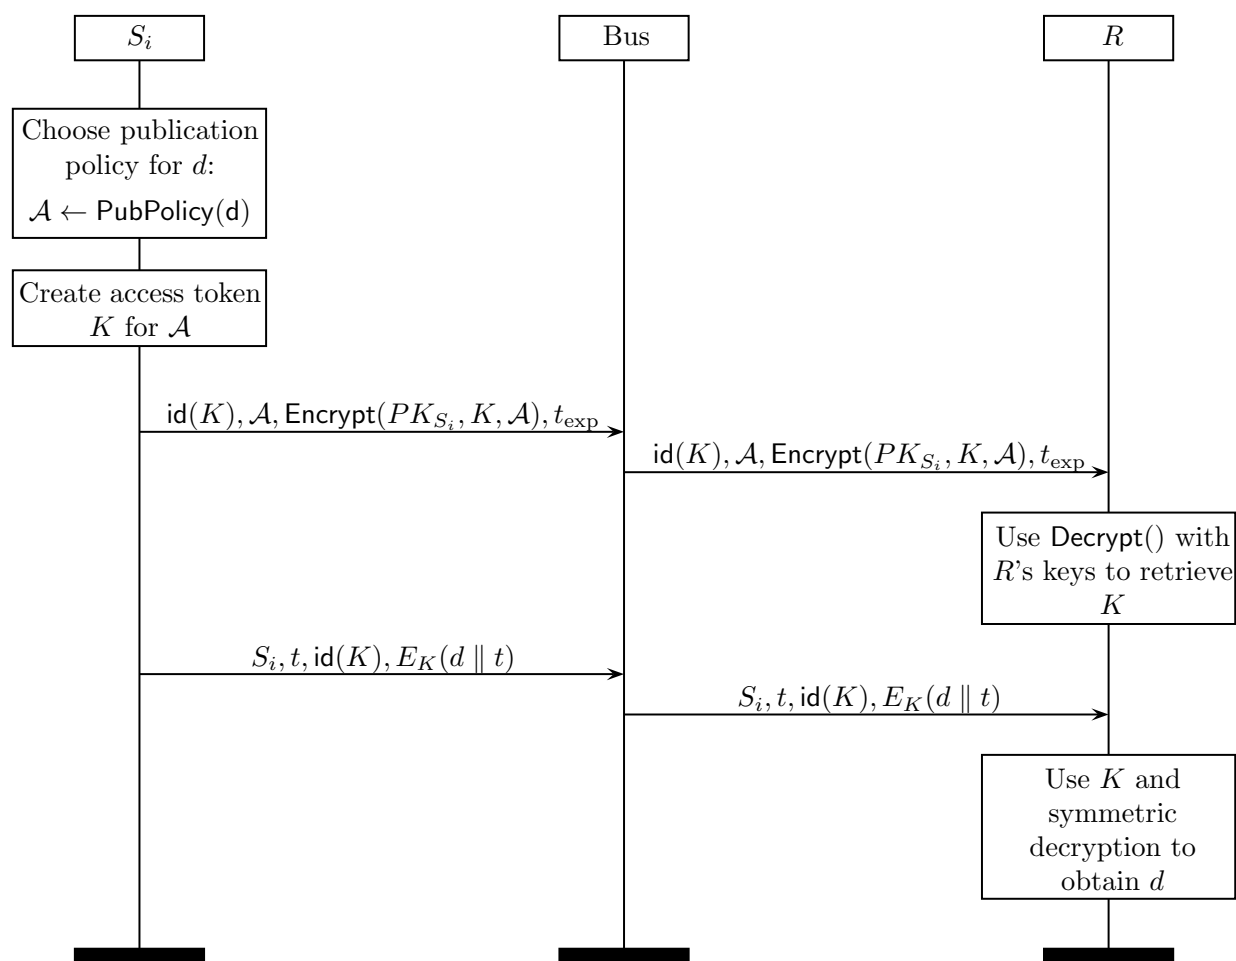 S_i
Bus
R
Choose publication
policy for d:
𝒜 ← PubPolicy(d)
Create access token
K for 𝒜
id(K), 𝒜, Encrypt(PK_{S_i}, K, 𝒜), t_exp
id(K), 𝒜, Encrypt(PK_{S_i}, K, 𝒜), t_exp
Use Decrypt() with
R's keys to retrieve
K
S_i, t, id(K), E_K(d ∥ t)
S_i, t, id(K), E_K(d ∥ t)
Use K and
symmetric
decryption to
obtain d